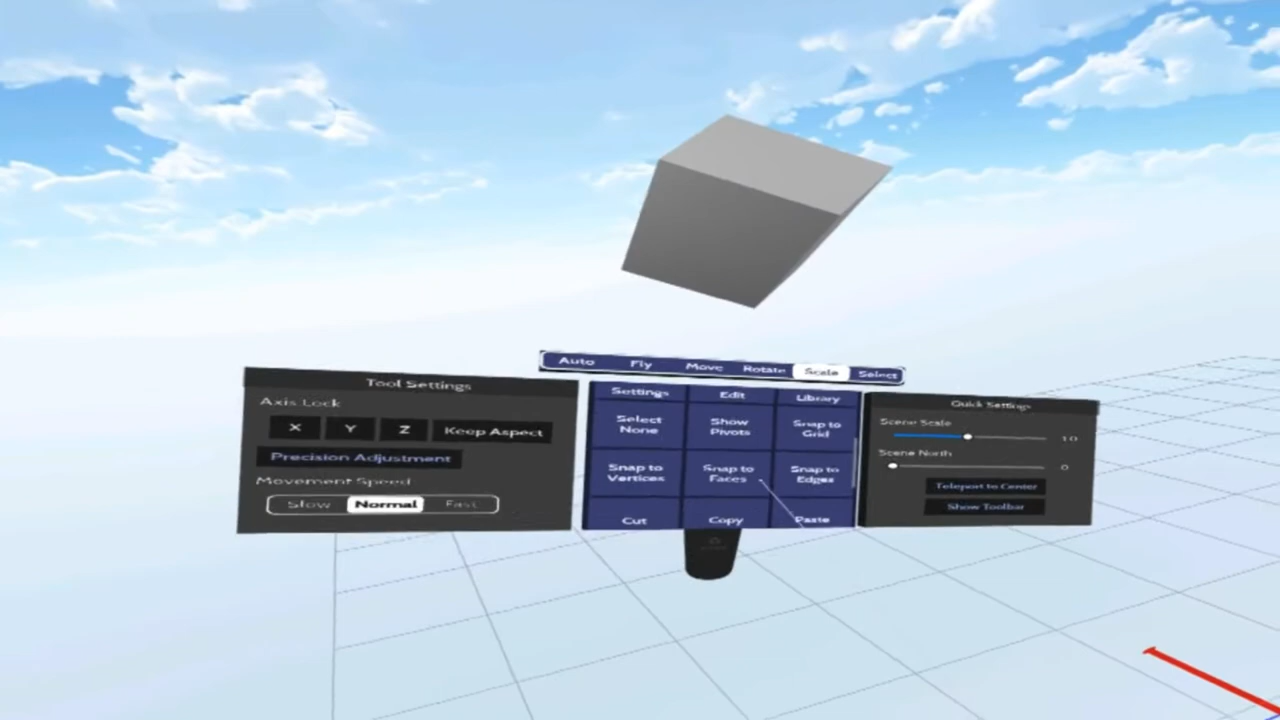 Auto Fly Move Rotate Scale Select
Tool Settings
Axis Lock
X Y Z Keep Aspect
Precision Adjustment
Movement Speed
Slow Normal Fast
Settings Edit Library
Select None
Show Pivots
Snap to Grid
Snap to Vertices
Snap to Faces
Snap to Edges
Cut Copy Paste
Quick Settings
Scene Scale
Scene North 0
Teleport to Center
Show Toolbar